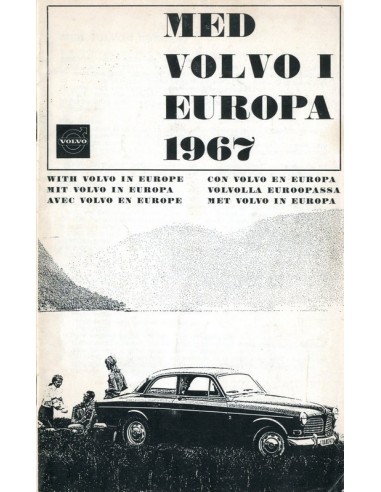 MED
VOLVO I
EUROPA
1967
VOLVO
WITH VOLVO IN EUROPE
MIT VOLVO IN EUROPA
AVEC VOLVO EN EUROPE
CON VOLVO EN EUROPA
VOLVOLLA EUROOPASSA
MET VOLVO IN EUROPA